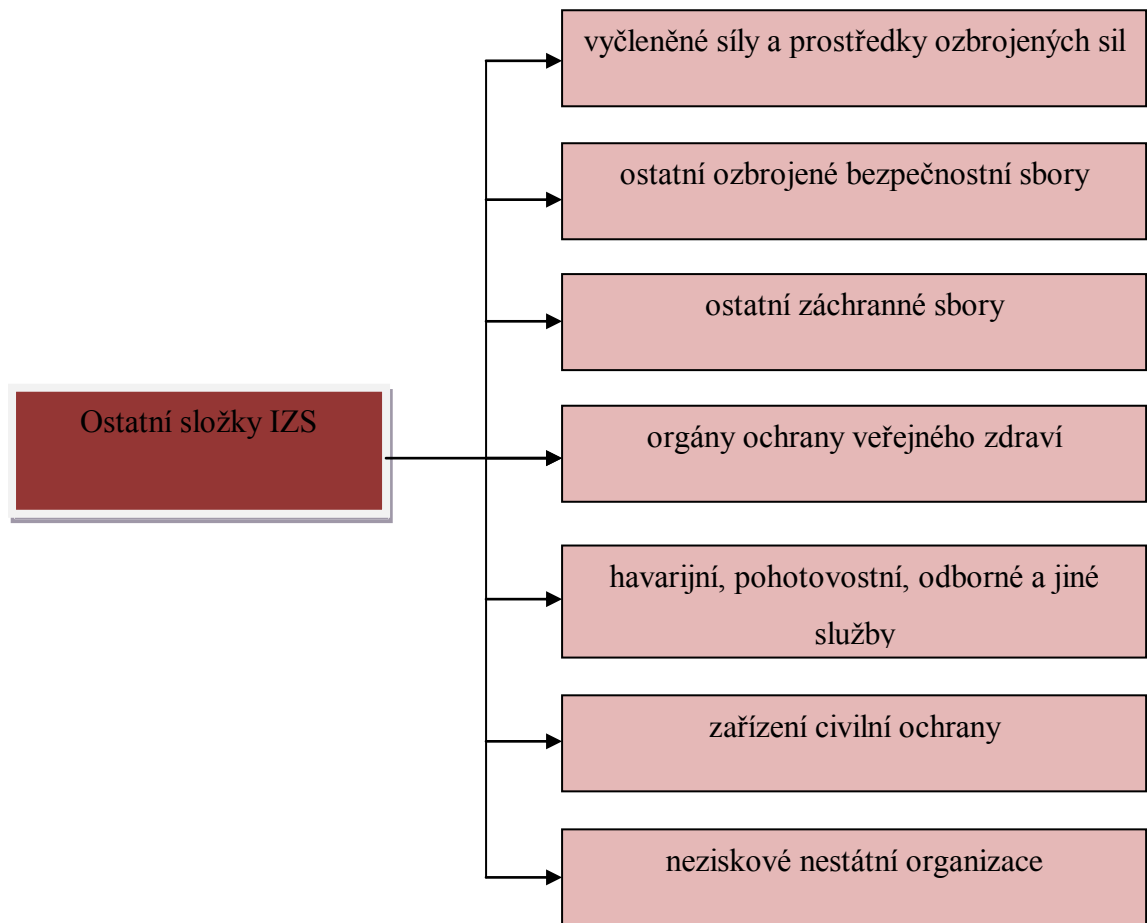 vyčleněné síly a prostředky ozbrojených sil
ostatní ozbrojené bezpečnostní sbory
ostatní záchranné sbory
Ostatní složky IZS
orgány ochrany veřejného zdraví
havarijní, pohotovostní, odborné a jiné
služby
zařízení civilní ochrany
neziskové nestátní organizace